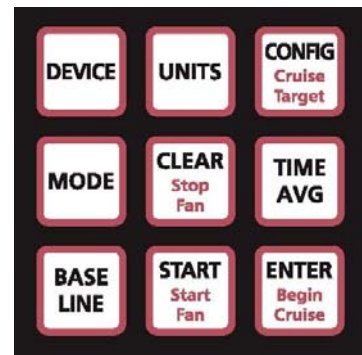 DEVICE
UNITS
CONFIG
Cruise
Target
MODE
CLEAR
Stop
Fan
TIME
AVG
BASE
LINE
START
Start
Fan
ENTER
Begin
Cruise